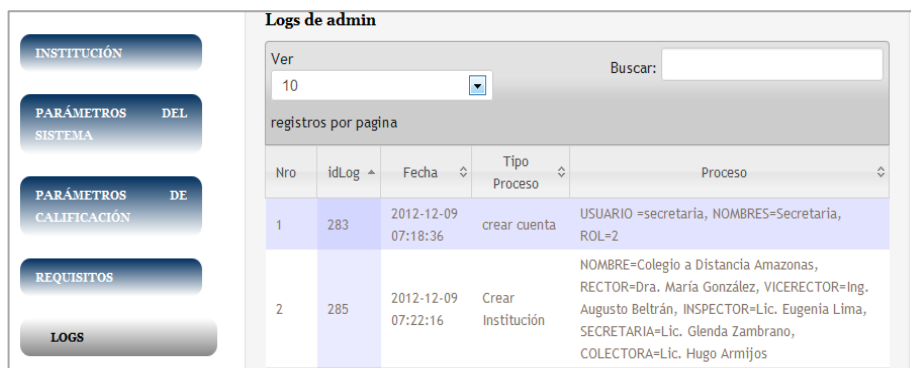 INSTITUCIÓN
PARÁMETROS DEL
SISTEMA
PARÁMETROS DE
CALIFICACIÓN
REQUISITOS
LOGS
Logs de admin
Ver
10
registros por pagina
Buscar:
Nro idLog Fecha Tipo Proceso Proceso
1 283 2012-12-09 07:18:36 crear cuenta USUARIO =secretaria, NOMBRES=Secretaria,
ROL=2
2 285 2012-12-09 07:22:16 Crear Institución NOMBRE=Colegio a Distancia Amazonas,
RECTOR=Dra. María González, VICERECTOR=Ing.
Augusto Beltrán, INSPECTOR=Lic. Eugenia Lima,
SECRETARIA=Lic. Glenda Zambrano,
COLECTORA=Lic. Hugo Armijos